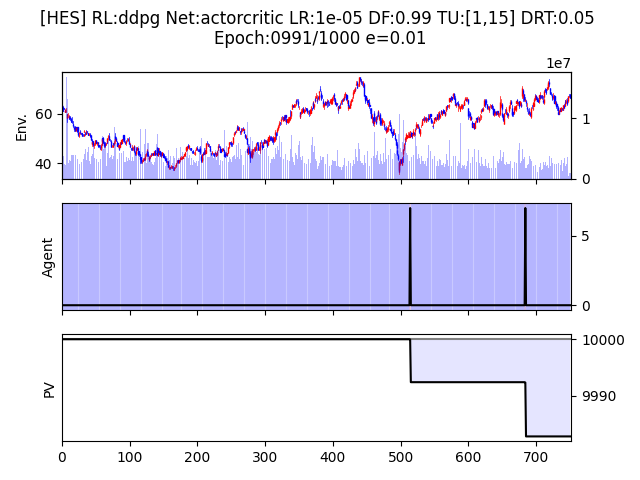 [HES] RL:ddpg Net:actorcritic LR:1e-05 DF:0.99 TU:[1,15] DRT:0.05
Epoch:0991/1000 e=0.01
1e7
Env.
60
40
1
0
Agent
5
0
PV
10000
9990
0 100 200 300 400 500 600 700